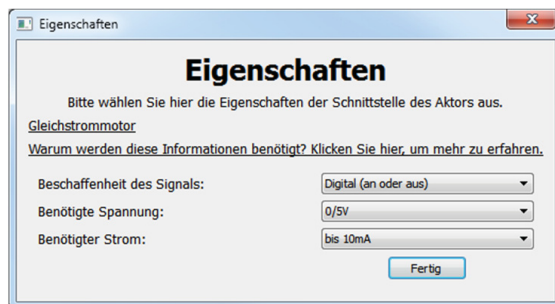 Eigenschaften
Eigenschaften
Bitte wählen Sie hier die Eigenschaften der Schnittstelle des Aktors aus.
Gleichstrommotor
Warum werden diese Informationen benötigt? Klicken Sie hier, um mehr zu erfahren.
Beschaffenheit des Signals: Digital (an oder aus)
Benötigte Spannung: 0/5V
Benötigter Strom: bis 10mA
Fertig